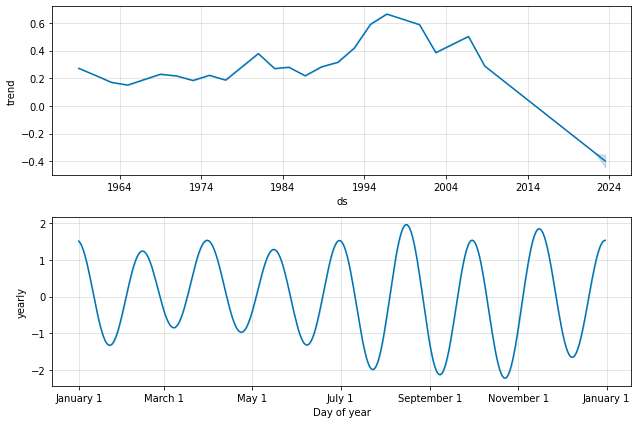 0.6
0.4
0.2
0.0
−0.2
−0.4
trend
1964
1974
1984
1994
2004
2014
2024
ds
2
1
0
−1
−2
yearly
January 1
March 1
May 1
July 1
September 1
November 1
January 1
Day of year